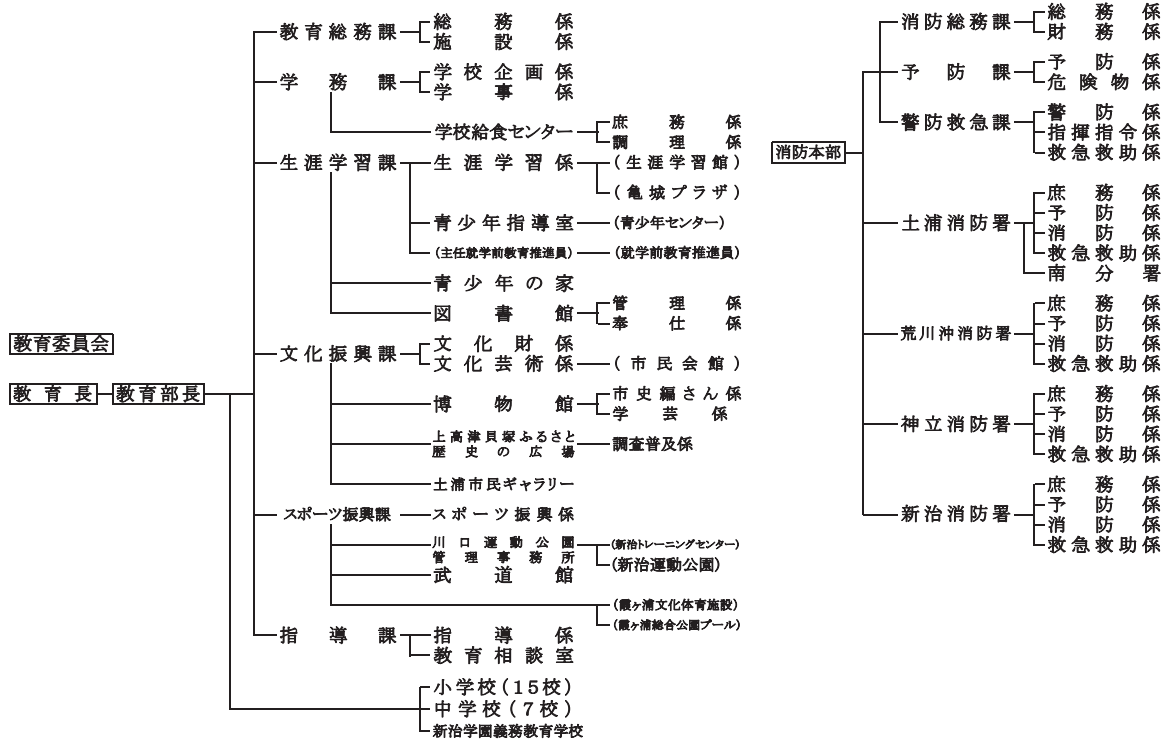 教育委員会
教育長
教育部長
教育総務課
総務係
施設係
学務課
学校企画係
学事係
学校給食センター
庶務係
調理係
生涯学習課
生涯学習係
(生涯学習館)
(亀城プラザ)
青少年指導室
(青少年センター)
(主任就学前教育推進員)
(就学前教育推進員)
青少年の家
図書館
管理係
奉仕係
文化振興課
文化財係
文化芸術係
(市民会館)
博物館
市史編さん係
学芸係
上高津貝塚ふるさと
歴史の広場
調査普及係
土浦市民ギャラリー
スポーツ振興課
スポーツ振興係
川口運動公園
管理事務所
(新治トレーニングセンター)
(新治運動公園)
武道館
(霞ヶ浦文化体育施設)
(霞ヶ浦総合公園プール)
指導課
指導係
教育相談室
小学校(15校)
中学校(7校)
新治学園義務教育学校
消防本部
消防総務課
総務係
財務係
予防課
予防係
危険物係
警防救急課
警防係
指揮指令係
救急救助係
土浦消防署
庶務係
予防係
消防係
救急救助係
南分署
荒川沖消防署
庶務係
予防係
消防係
救急救助係
神立消防署
庶務係
予防係
消防係
救急救助係
新治消防署
庶務係
予防係
消防係
救急救助係